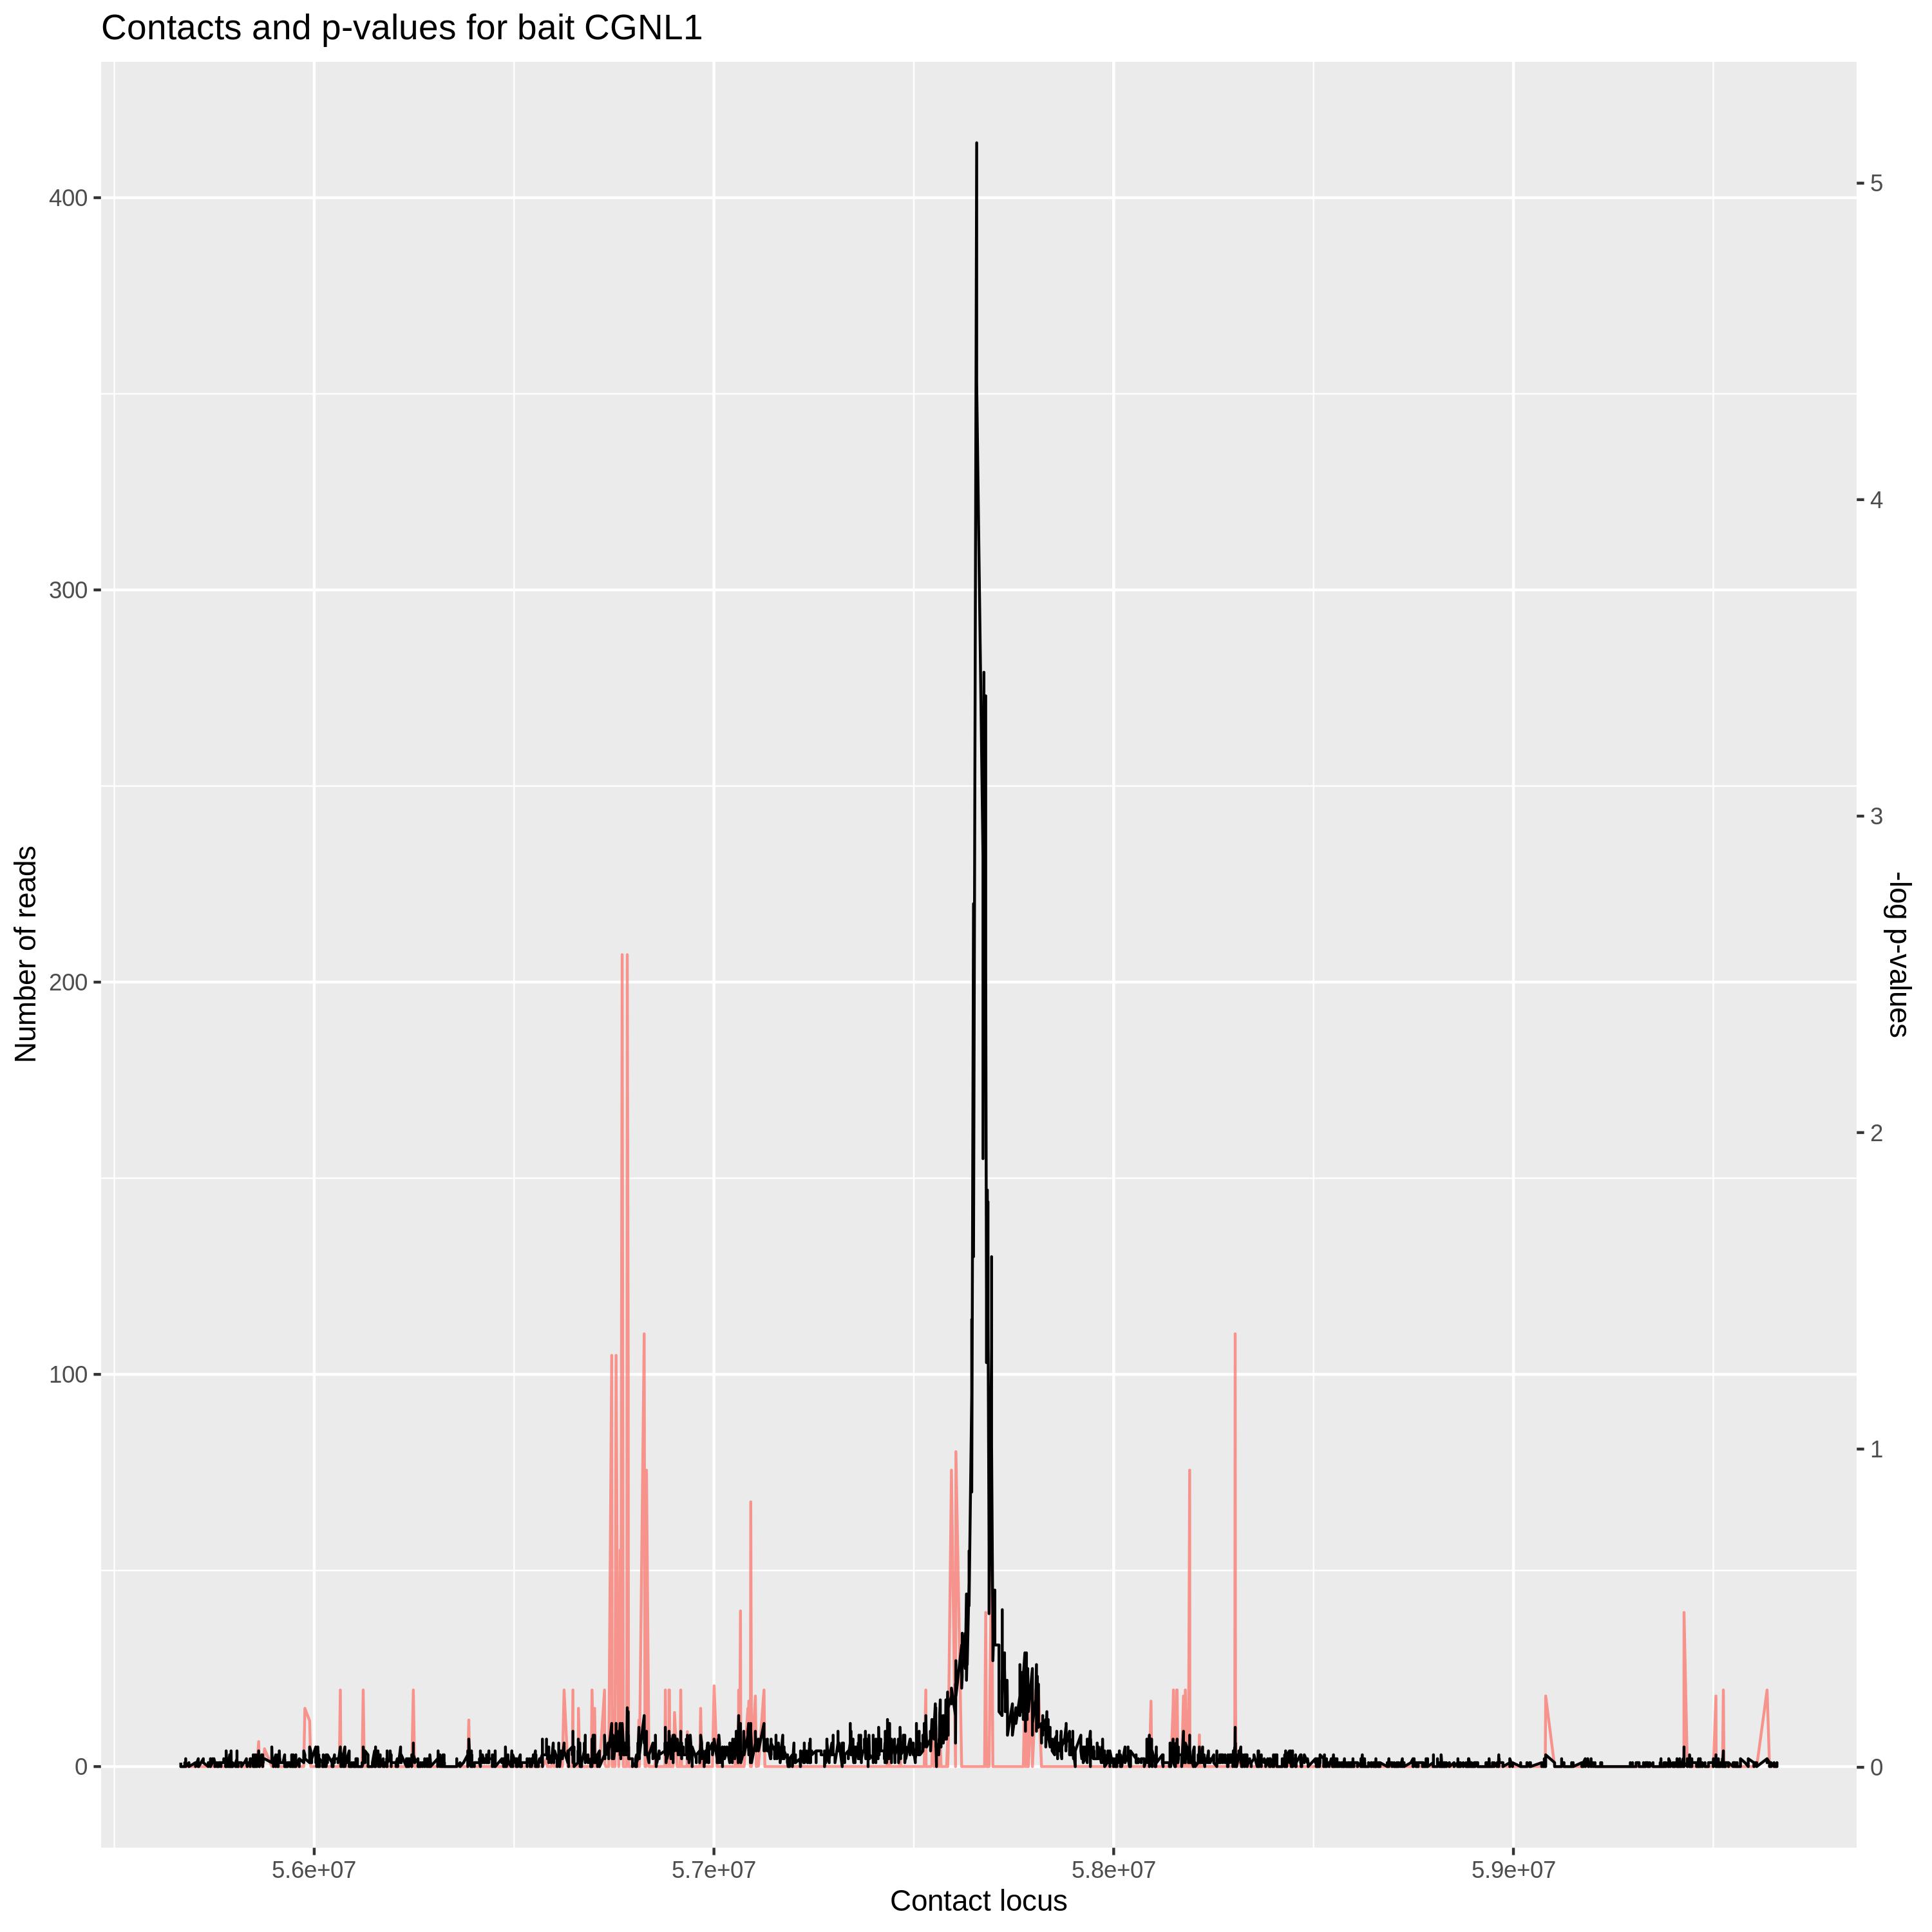 Contacts and p-values for bait CGNL1
400
300
200
100
0
Number of reads
5
4
3
2
1
0
-log p-values
5.6e+07
5.7e+07
5.8e+07
5.9e+07
Contact locus